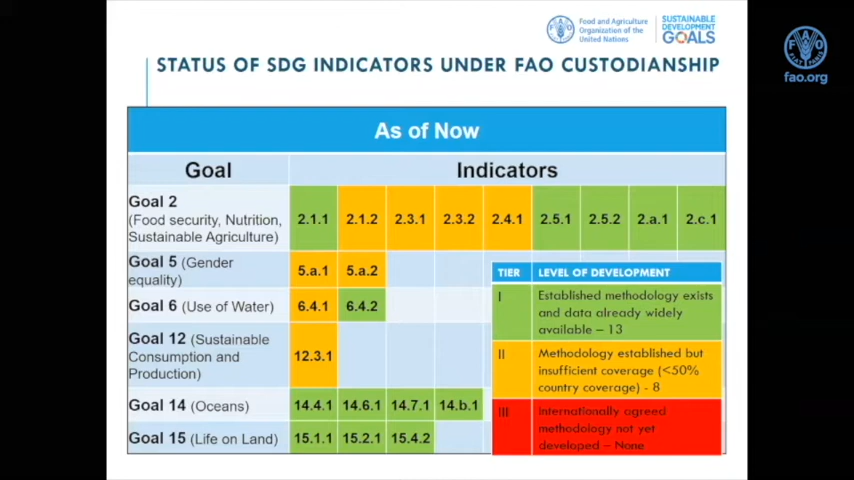 Food and Agriculture
Organization of the
United Nations
SUSTAINABLE
DEVELOPMENT
GOALS
FAO
FIAT PANIS
fao.org
STATUS OF SDG INDICATORS UNDER FAO CUSTODIANSHIP
As of Now
Goal Indicators
Goal 2
(Food security, Nutrition,
Sustainable Agriculture)
2.1.1 2.1.2 2.3.1 2.3.2 2.4.1 2.5.1 2.5.2 2.a.1 2.c.1
Goal 5 (Gender
equality)
5.a.1 5.a.2
Goal 6 (Use of Water)
6.4.1 6.4.2
Goal 12 (Sustainable
Consumption and
Production)
12.3.1
Goal 14 (Oceans)
14.4.1 14.6.1 14.7.1 14.b.1
Goal 15 (Life on Land)
15.1.1 15.2.1 15.4.2
TIER LEVEL OF DEVELOPMENT
I Established methodology exists
and data already widely
available – 13
II Methodology established but
insufficient coverage (<50%
country coverage) - 8
III Internationally agreed
methodology not yet
developed – None